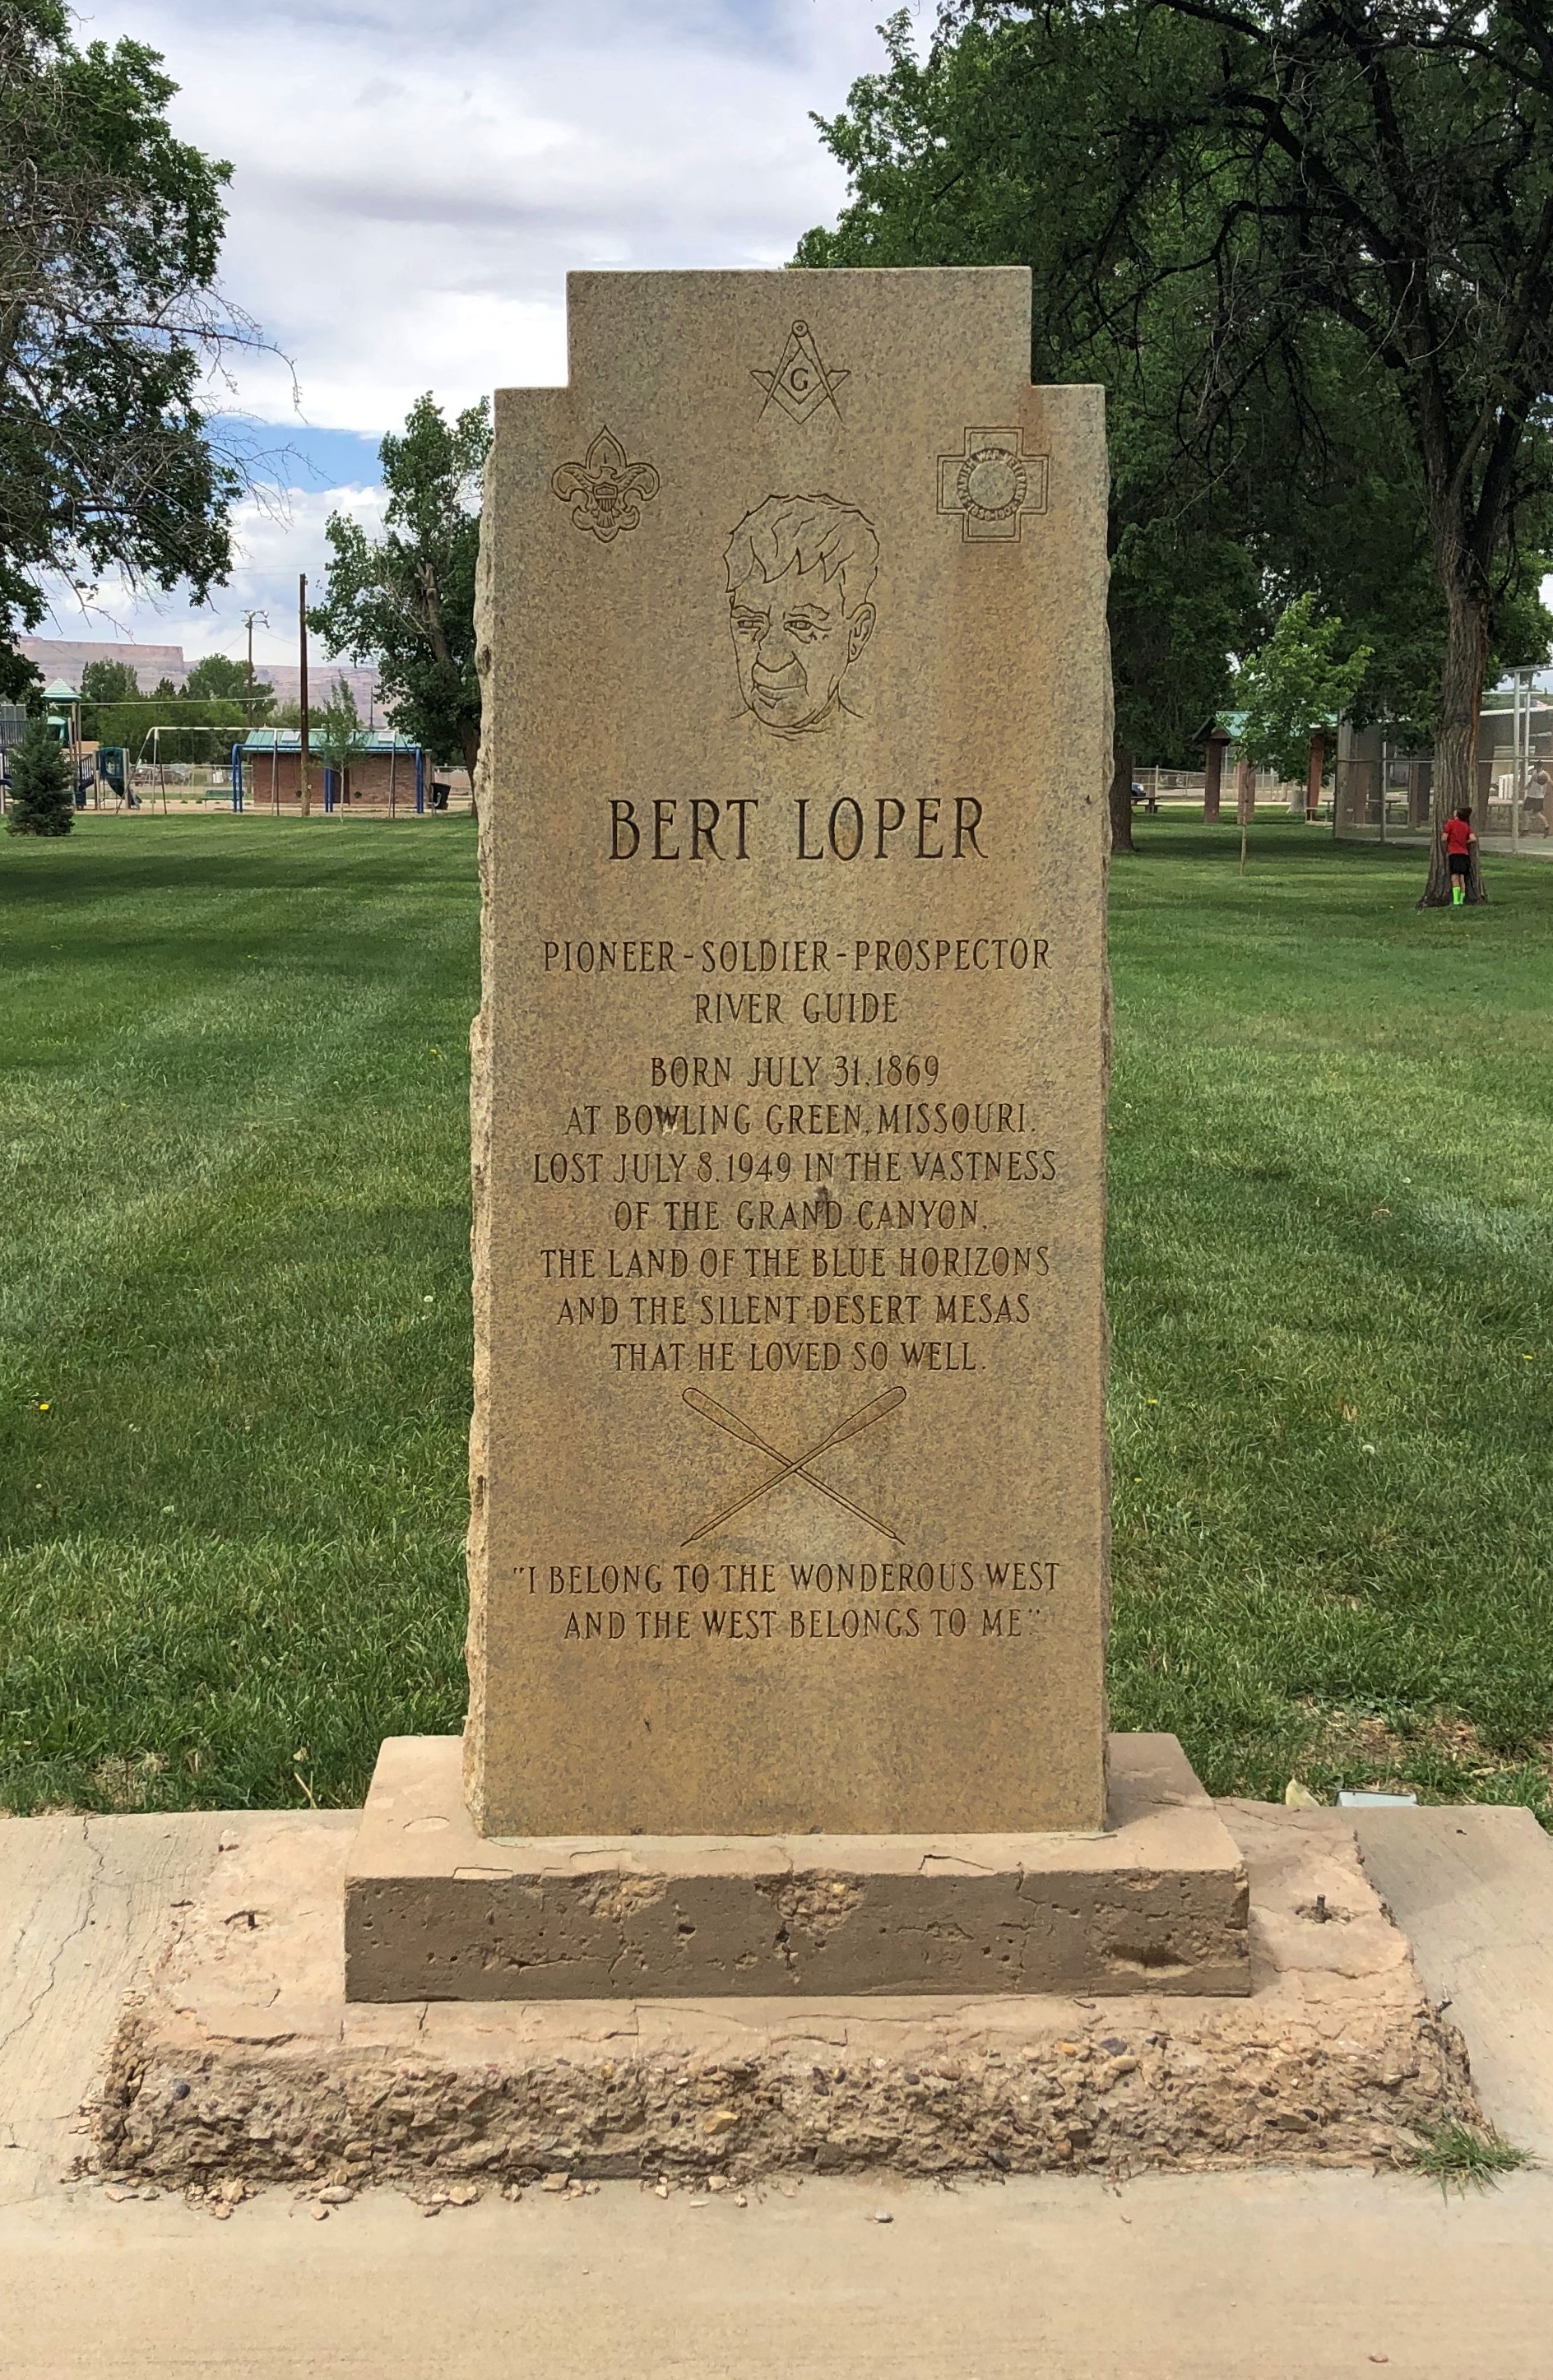 G
BERT LOPER
PIONEER-SOLDIER-PROSPECTOR
RIVER GUIDE
BORN JULY 31, 1869
AT BOWLING GREEN, MISSOURI.
LOST JULY 8, 1949 IN THE VASTNESS
OF THE GRAND CANYON,
THE LAND OF THE BLUE HORIZONS
AND THE SILENT DESERT MESAS
THAT HE LOVED SO WELL.
"I BELONG TO THE WONDEROUS WEST
AND THE WEST BELONGS TO ME."